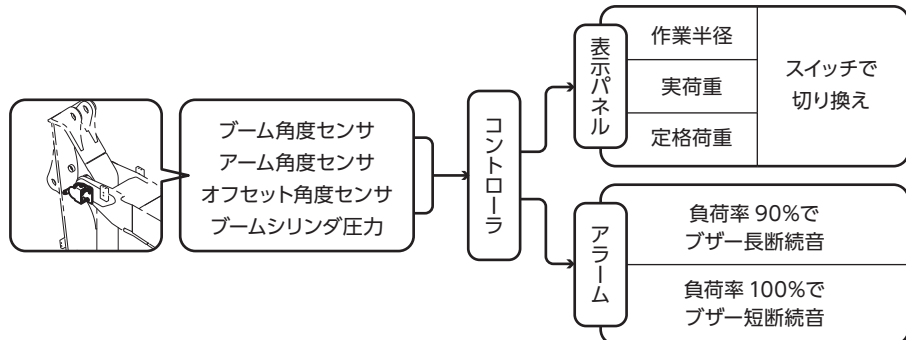 ブーム角度センサ
アーム角度センサ
オフセット角度センサ
ブームシリンダ圧力
コントローラ
表示パネル
作業半径
実荷重
定格荷重
スイッチで
切り換え
アラーム
負荷率 90%で
ブザー長断続音
負荷率 100%で
ブザー短断続音